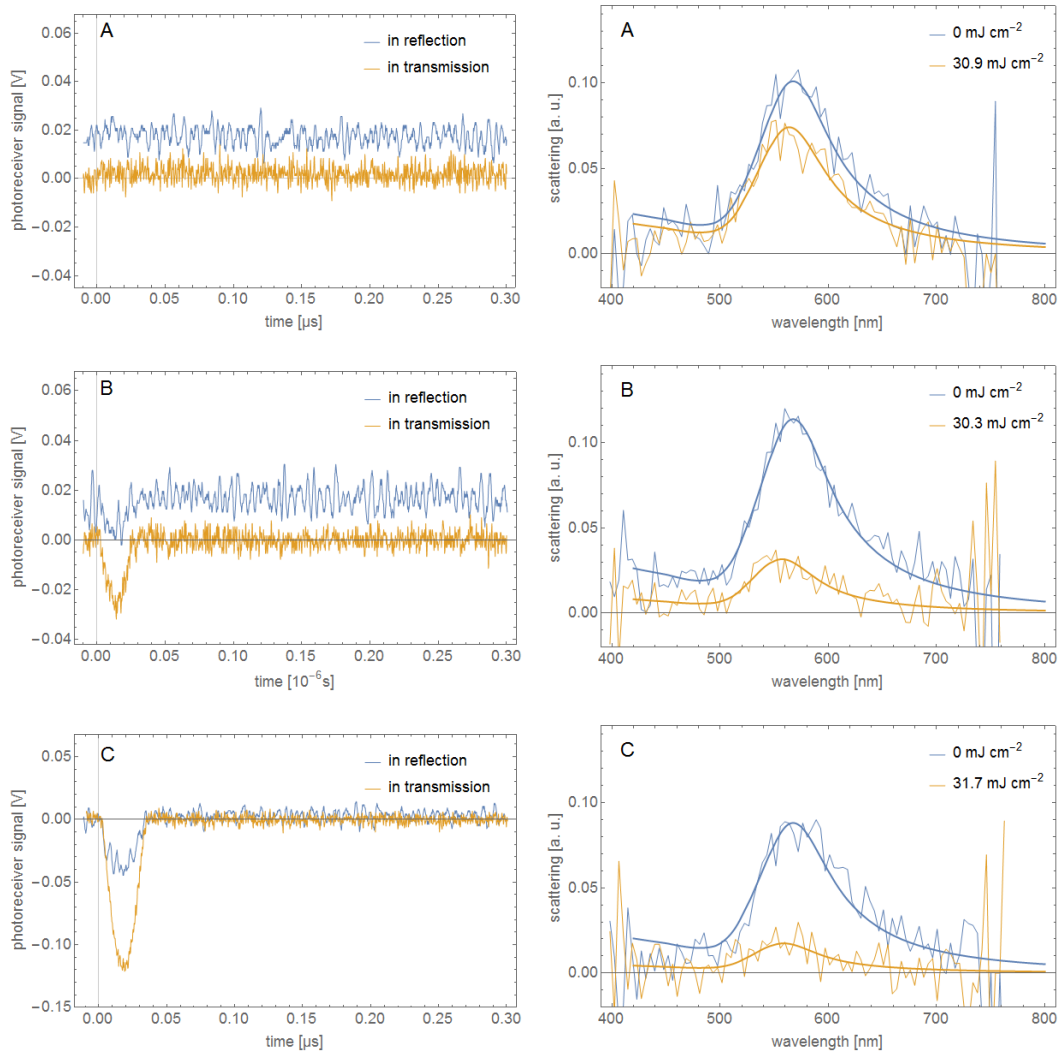 A
in reflection
in transmission
photoreceiver signal [V]
0.06
0.04
0.02
0.00
−0.02
−0.04
0.00 0.05 0.10 0.15 0.20 0.25 0.30
time [µs]
A
0 mJ cm⁻²
30.9 mJ cm⁻²
scattering [a. u.]
0.10
0.05
0.00
400 500 600 700 800
wavelength [nm]
B
in reflection
in transmission
photoreceiver signal [V]
0.06
0.04
0.02
0.00
−0.02
−0.04
0.00 0.05 0.10 0.15 0.20 0.25 0.30
time [10⁻⁶s]
B
0 mJ cm⁻²
30.3 mJ cm⁻²
scattering [a. u.]
0.10
0.05
0.00
400 500 600 700 800
wavelength [nm]
C
in reflection
in transmission
photoreceiver signal [V]
0.05
0.00
−0.05
−0.10
−0.15
0.00 0.05 0.10 0.15 0.20 0.25 0.30
time [µs]
C
0 mJ cm⁻²
31.7 mJ cm⁻²
scattering [a. u.]
0.10
0.05
0.00
400 500 600 700 800
wavelength [nm]